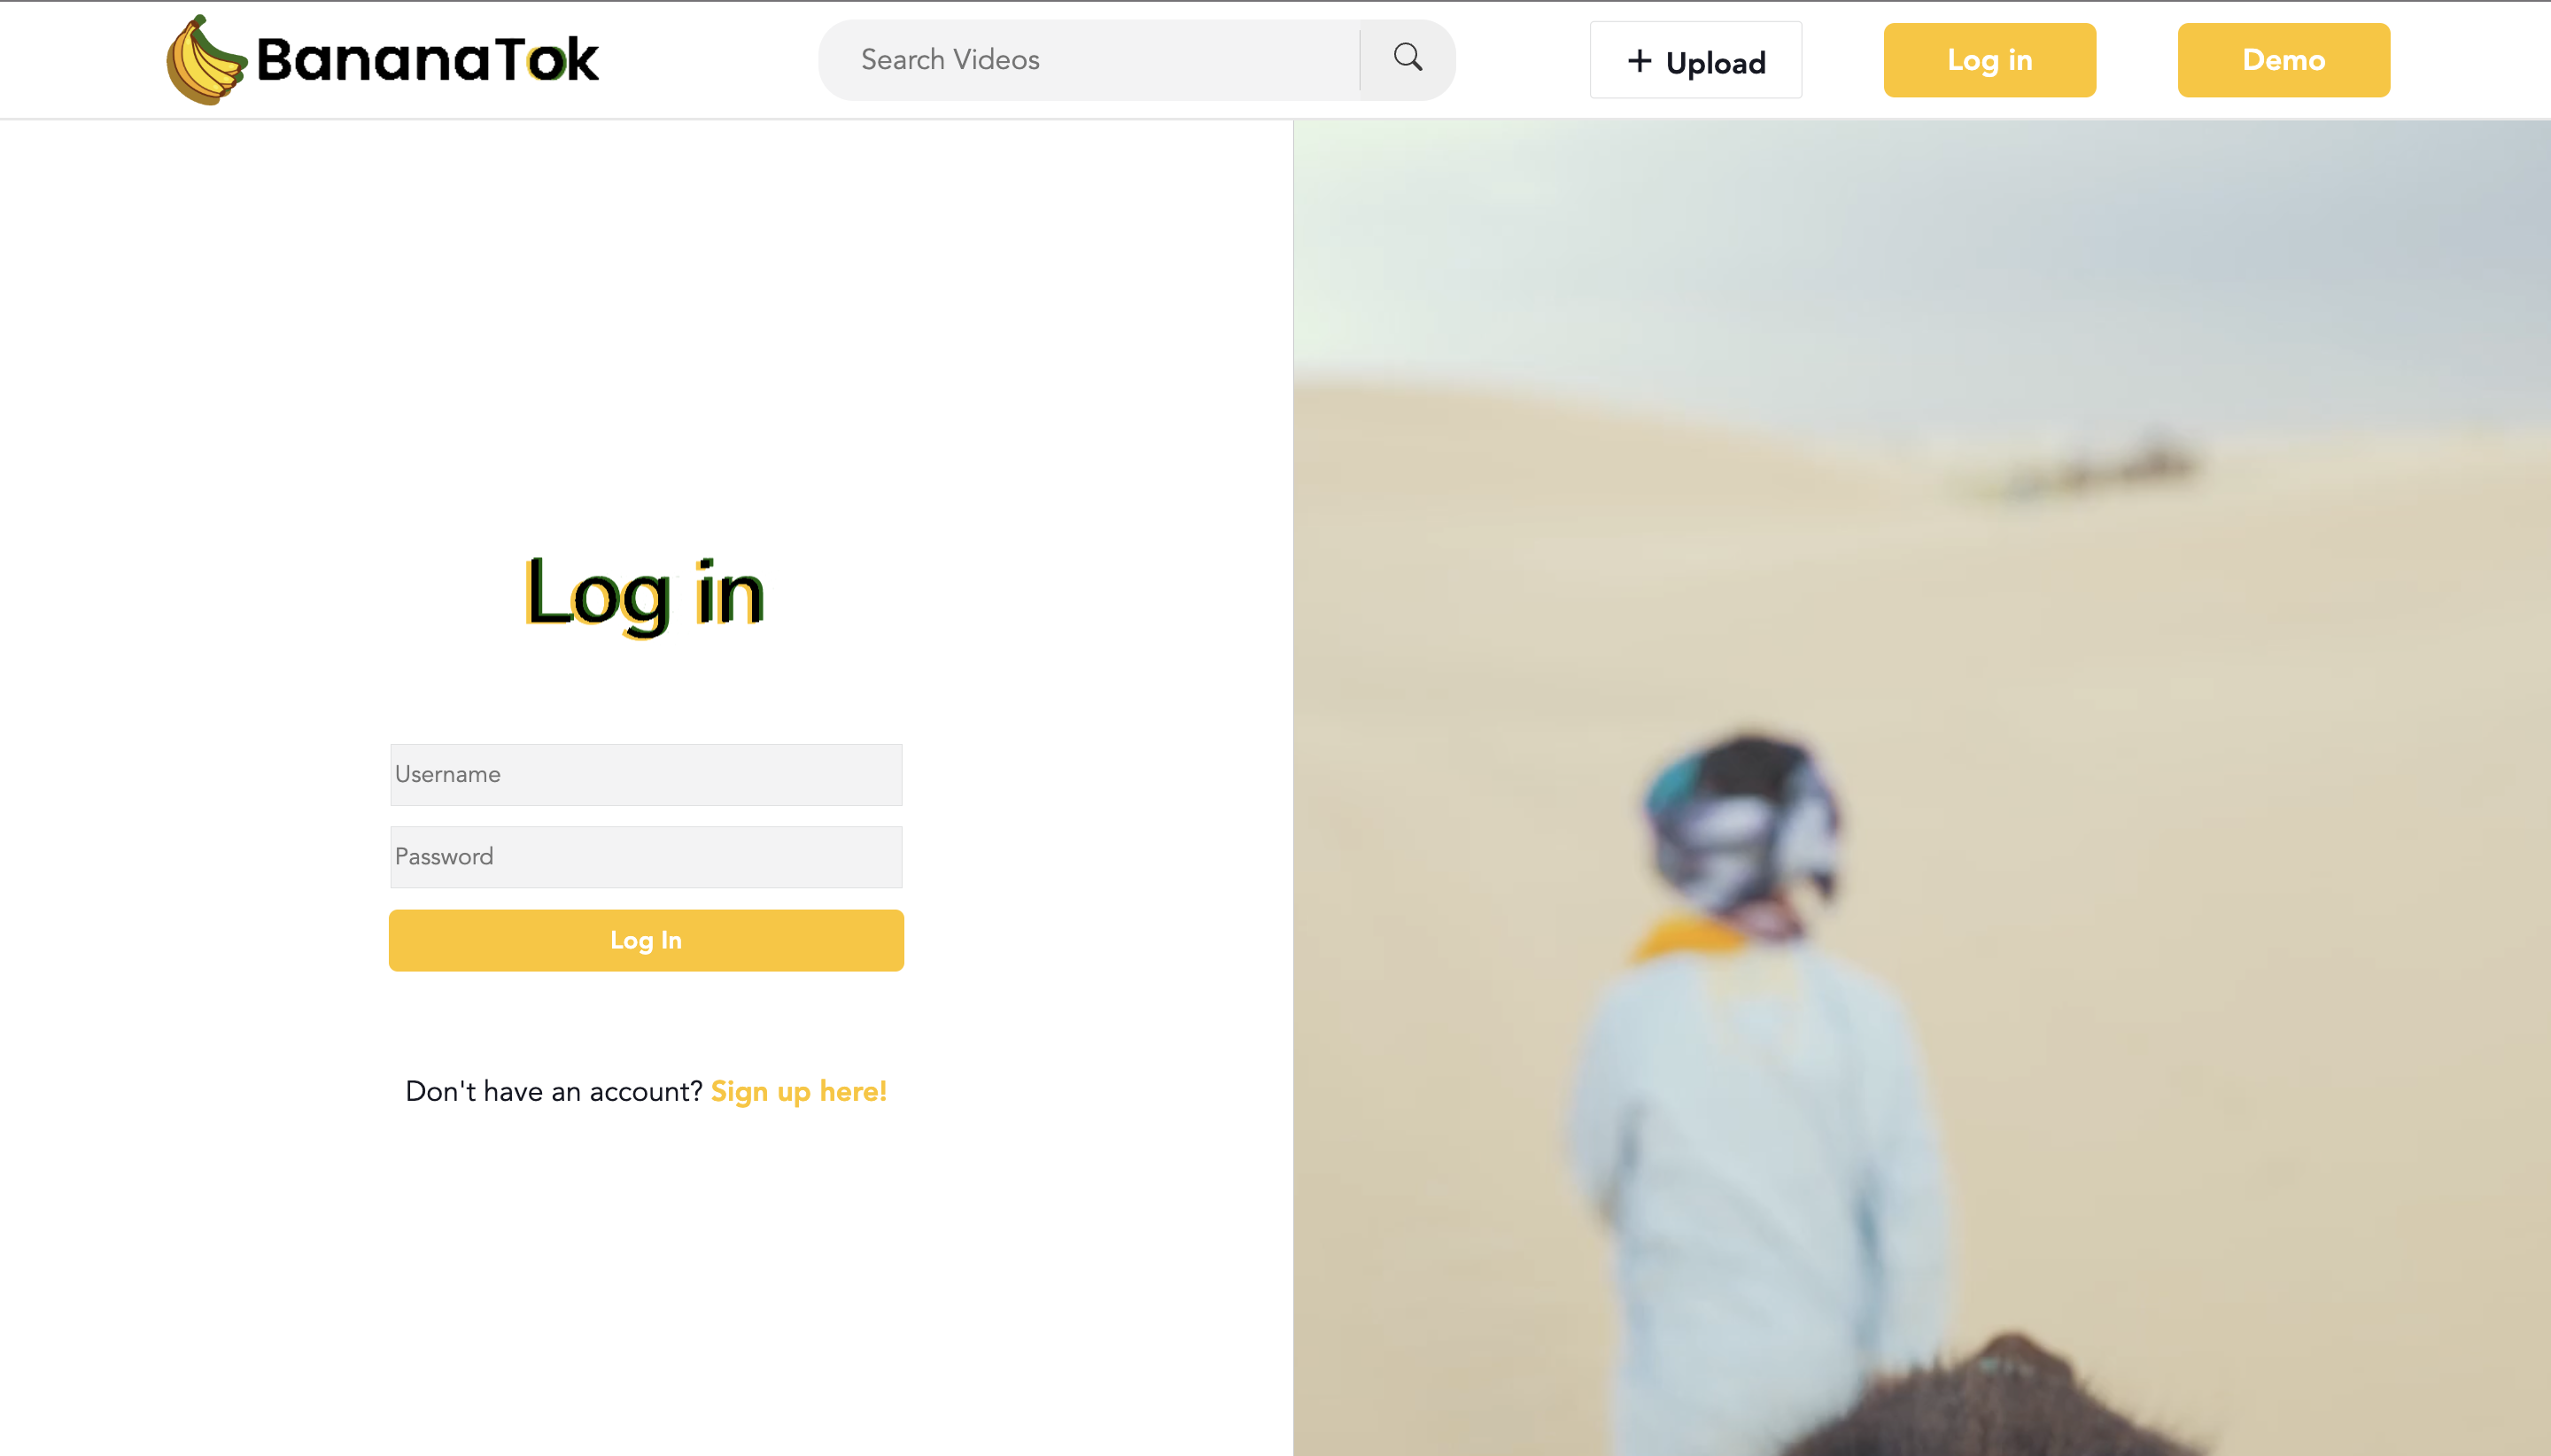 BananaTok
Search Videos
+ Upload
Log in
Demo
Log in
Username
Password
Log In
Don't have an account? Sign up here!